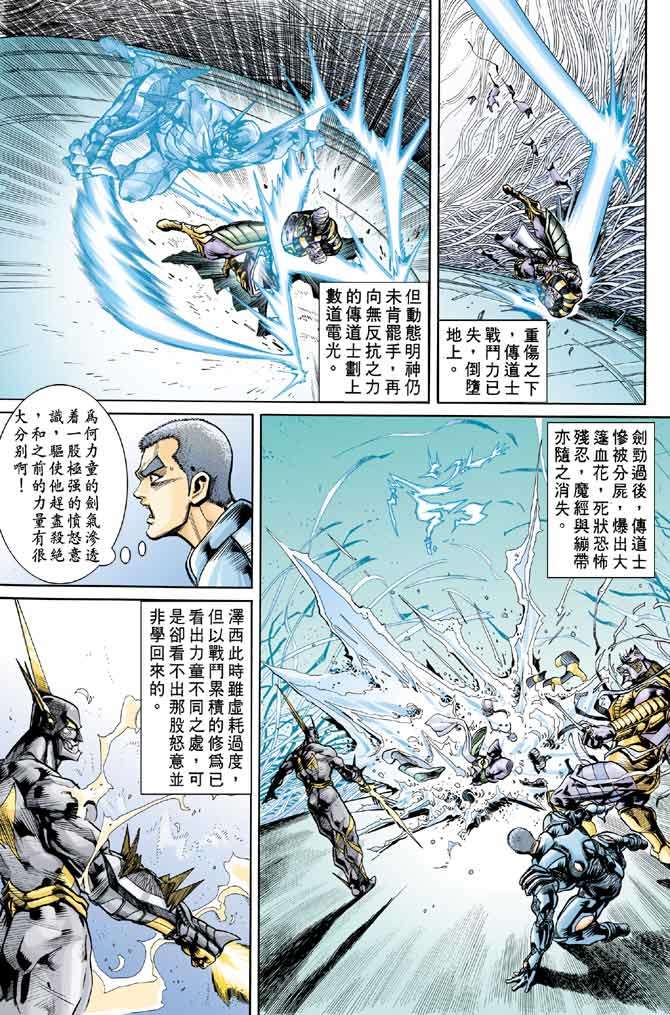 重傷之下
，傳道士
戰鬥力已
失，倒墮
地上。
但動態明神仍
未肯罷手，再
向無反抗之力
的傳道士劃上
數道電光。
劍勁過後，傳道士
慘被分屍，爆出大
篷血花，死狀恐怖
殘忍，魔經與繃帶
亦隨之消失。
為何力童的劍氣滲透
着一股極强的憤怒意
識，驅使他趕盡殺絕
，和之前的力量有很
大分別啊！
澤西此時雖虛耗過度，
但以戰鬥累積的修為已
看出力童不同之處，可
是卻看不出那股怒意並
非學回來的。